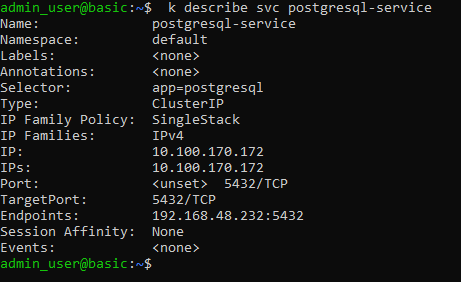 admin_user@basic:~$  k describe svc postgresql-service
Name:              postgresql-service
Namespace:         default
Labels:            <none>
Annotations:       <none>
Selector:          app=postgresql
Type:              ClusterIP
IP Family Policy:  SingleStack
IP Families:       IPv4
IP:                10.100.170.172
IPs:               10.100.170.172
Port:              <unset>  5432/TCP
TargetPort:        5432/TCP
Endpoints:         192.168.48.232:5432
Session Affinity:  None
Events:            <none>
admin_user@basic:~$